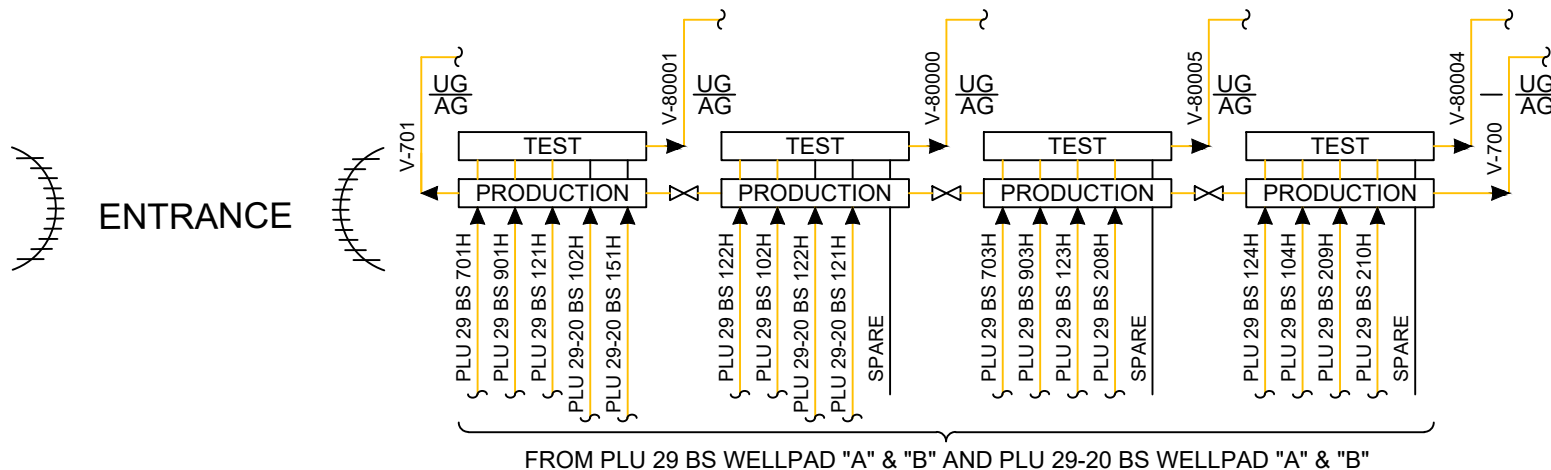 V-701
UG
AG
V-80001
UG
AG
V-80000
UG
AG
V-80005
UG
AG
V-80004
V-700
UG
AG
TEST
TEST
TEST
TEST
PRODUCTION
PRODUCTION
PRODUCTION
PRODUCTION
ENTRANCE
PLU 29 BS 701H
PLU 29 BS 901H
PLU 29 BS 121H
PLU 29-20 BS 102H
PLU 29-20 BS 151H
PLU 29 BS 122H
PLU 29 BS 102H
PLU 29-20 BS 122H
PLU 29-20 BS 121H
SPARE
PLU 29 BS 703H
PLU 29 BS 903H
PLU 29 BS 123H
PLU 29 BS 208H
SPARE
PLU 29 BS 124H
PLU 29 BS 104H
PLU 29 BS 209H
PLU 29 BS 210H
SPARE
FROM PLU 29 BS WELLPAD "A" & "B" AND PLU 29-20 BS WELLPAD "A" & "B"